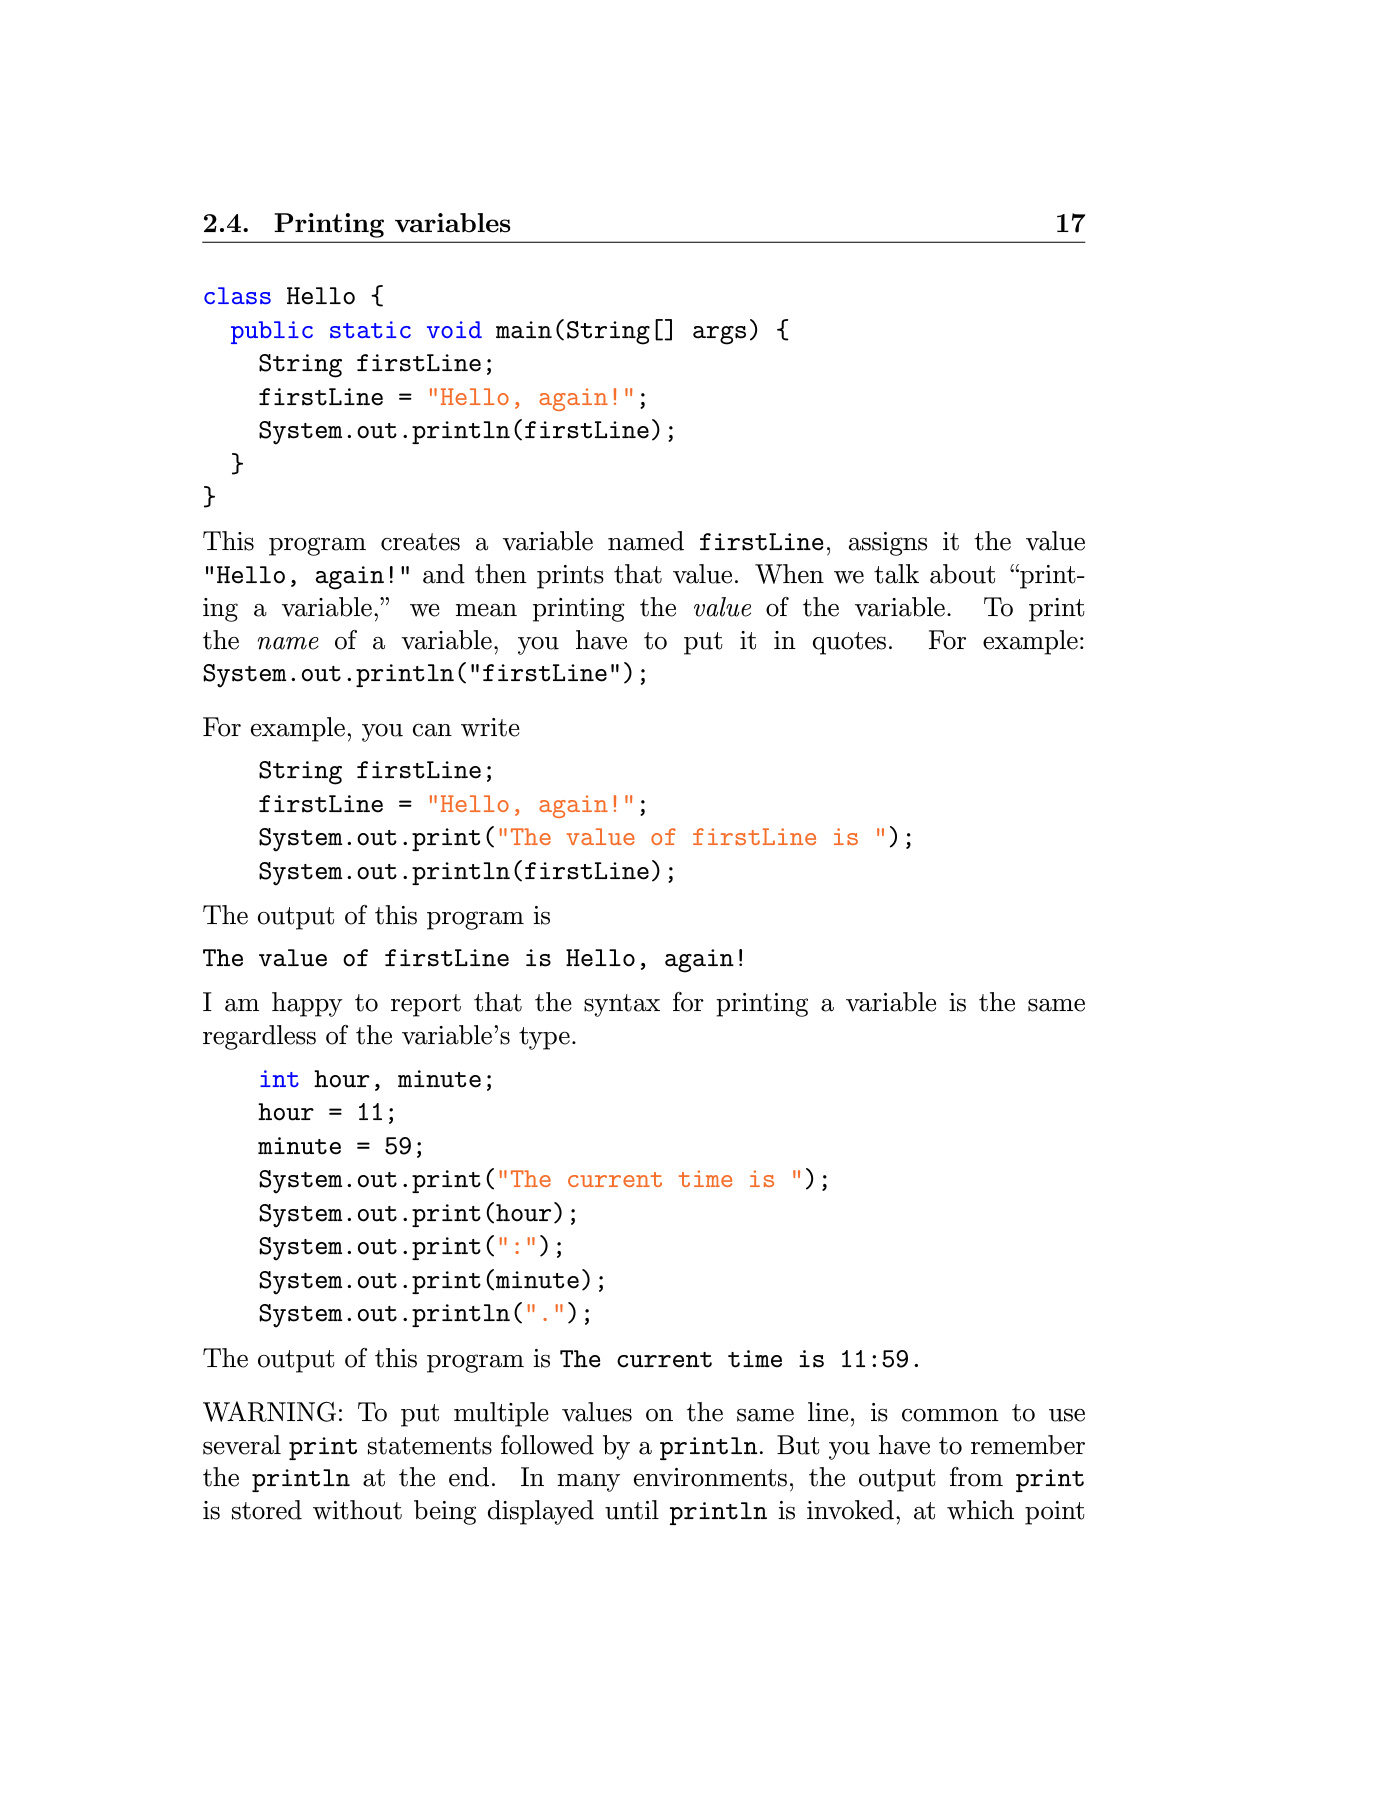 2.4. Printing variables 17
class Hello {
  public static void main(String[] args) {
    String firstLine;
    firstLine = "Hello, again!";
    System.out.println(firstLine);
  }
}
This program creates a variable named firstLine, assigns it the value
"Hello, again!" and then prints that value. When we talk about “print-
ing a variable,” we mean printing the value of the variable. To print
the name of a variable, you have to put it in quotes. For example:
System.out.println("firstLine");
For example, you can write
    String firstLine;
    firstLine = "Hello, again!";
    System.out.print("The value of firstLine is ");
    System.out.println(firstLine);
The output of this program is
The value of firstLine is Hello, again!
I am happy to report that the syntax for printing a variable is the same
regardless of the variable’s type.
    int hour, minute;
    hour = 11;
    minute = 59;
    System.out.print("The current time is ");
    System.out.print(hour);
    System.out.print(":");
    System.out.print(minute);
    System.out.println(".");
The output of this program is The current time is 11:59.
WARNING: To put multiple values on the same line, is common to use
several print statements followed by a println. But you have to remember
the println at the end. In many environments, the output from print
is stored without being displayed until println is invoked, at which point